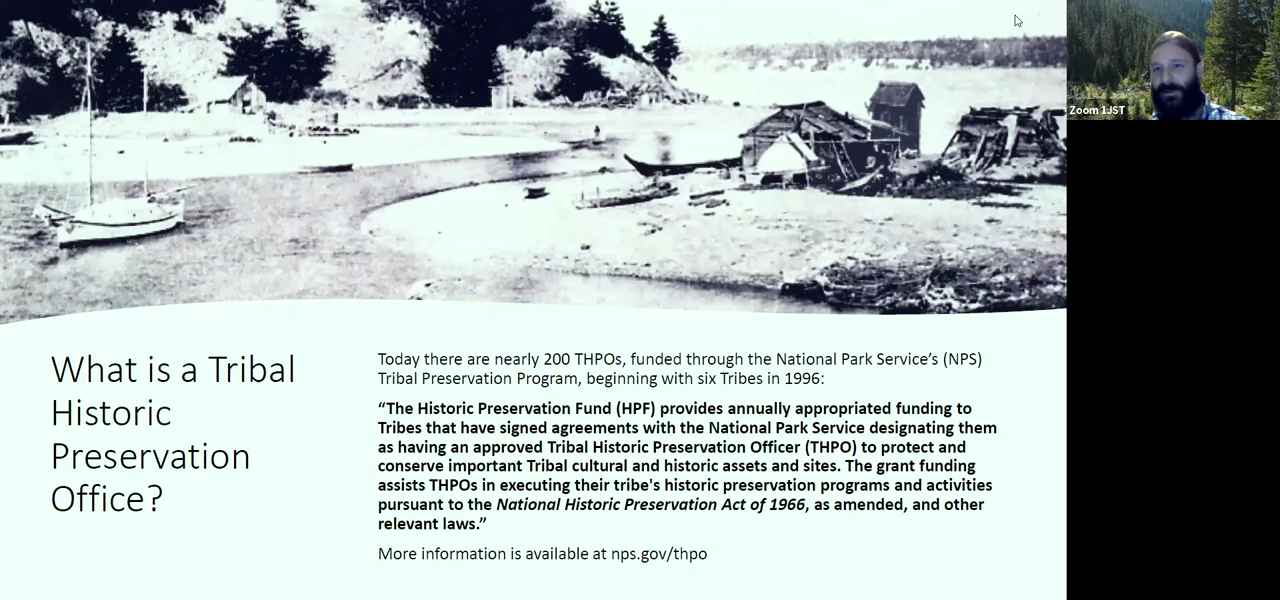 Zoom 1JST
What is a Tribal
Historic
Preservation
Office?
Today there are nearly 200 THPOs, funded through the National Park Service’s (NPS)
Tribal Preservation Program, beginning with six Tribes in 1996:
“The Historic Preservation Fund (HPF) provides annually appropriated funding to
Tribes that have signed agreements with the National Park Service designating them
as having an approved Tribal Historic Preservation Officer (THPO) to protect and
conserve important Tribal cultural and historic assets and sites. The grant funding
assists THPOs in executing their tribe's historic preservation programs and activities
pursuant to the National Historic Preservation Act of 1966, as amended, and other
relevant laws.”
More information is available at nps.gov/thpo